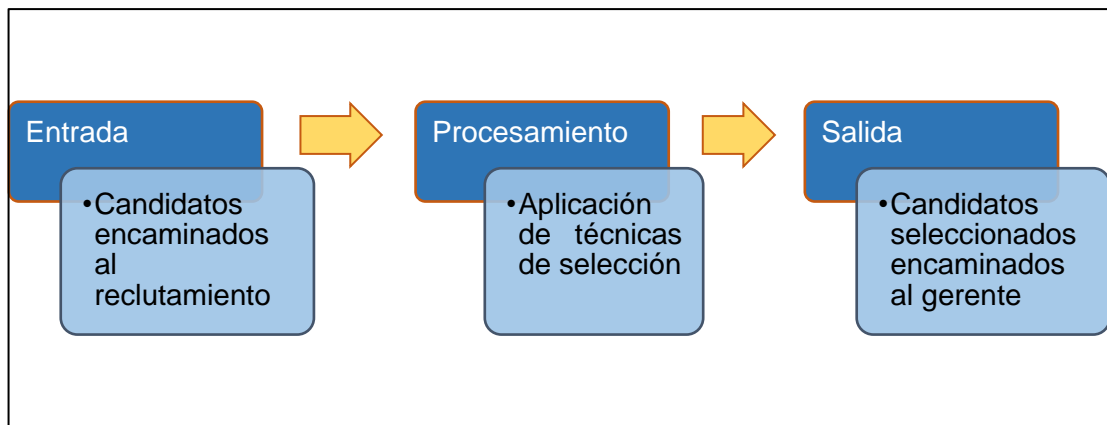 Entrada
•Candidatos
encaminados
al
reclutamiento
Procesamiento
•Aplicación
de técnicas
de selección
Salida
•Candidatos
seleccionados
encaminados
al gerente